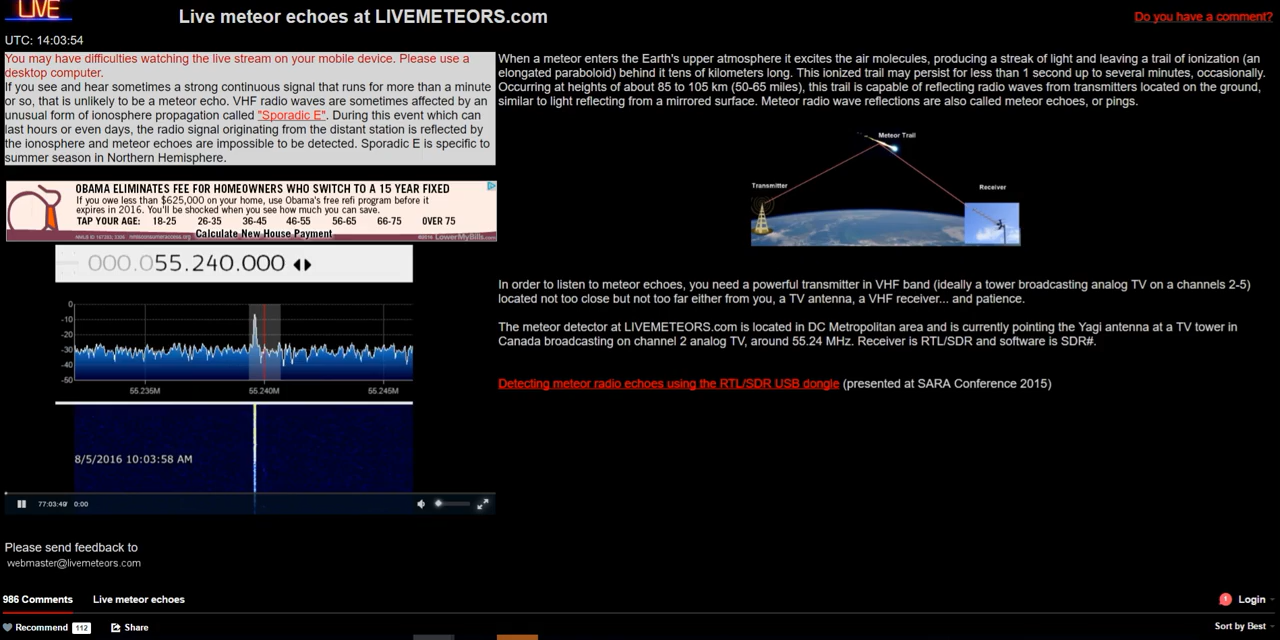 LIVE
Live meteor echoes at LIVEMETEORS.com
Do you have a comment?
UTC: 14:03:54
You may have difficulties watching the live stream on your mobile device. Please use a
desktop computer.
If you see and hear sometimes a strong continuous signal that runs for more than a minute
or so, that is unlikely to be a meteor echo. VHF radio waves are sometimes affected by an
unusual form of ionosphere propagation called "Sporadic E". During this event which can
last hours or even days, the radio signal originating from the distant station is reflected by
the ionosphere and meteor echoes are impossible to be detected. Sporadic E is specific to
summer season in Northern Hemisphere.
OBAMA ELIMINATES FEE FOR HOMEOWNERS WHO SWITCH TO A 15 YEAR FIXED
If you owe less than $625,000 on your home, use Obama's free refi program before it
expires in 2016. You'll be shocked when you see how much you can save.
TAP YOUR AGE: 18-25 26-35 36-45 46-55 56-65 66-75 OVER 75
Calculate New House Payment
©2016 LowerMyBills.com
000.055.240.000
0
-10
-20
-30
-40
-50
55.235M 55.240M 55.245M
8/5/2016 10:03:58 AM
77:03:49 0:00
When a meteor enters the Earth's upper atmosphere it excites the air molecules, producing a streak of light and leaving a trail of ionization (an
elongated paraboloid) behind it tens of kilometers long. This ionized trail may persist for less than 1 second up to several minutes, occasionally.
Occurring at heights of about 85 to 105 km (50-65 miles), this trail is capable of reflecting radio waves from transmitters located on the ground,
similar to light reflecting from a mirrored surface. Meteor radio wave reflections are also called meteor echoes, or pings.
Meteor Trail
Transmitter
Receiver
In order to listen to meteor echoes, you need a powerful transmitter in VHF band (ideally a tower broadcasting analog TV on a channels 2-5)
located not too close but not too far either from you, a TV antenna, a VHF receiver... and patience.
The meteor detector at LIVEMETEORS.com is located in DC Metropolitan area and is currently pointing the Yagi antenna at a TV tower in
Canada broadcasting on channel 2 analog TV, around 55.24 MHz. Receiver is RTL/SDR and software is SDR#.
Detecting meteor radio echoes using the RTL/SDR USB dongle (presented at SARA Conference 2015)
Please send feedback to
webmaster@livemeteors.com
986 Comments Live meteor echoes
1 Login
Recommend 112 Share
Sort by Best